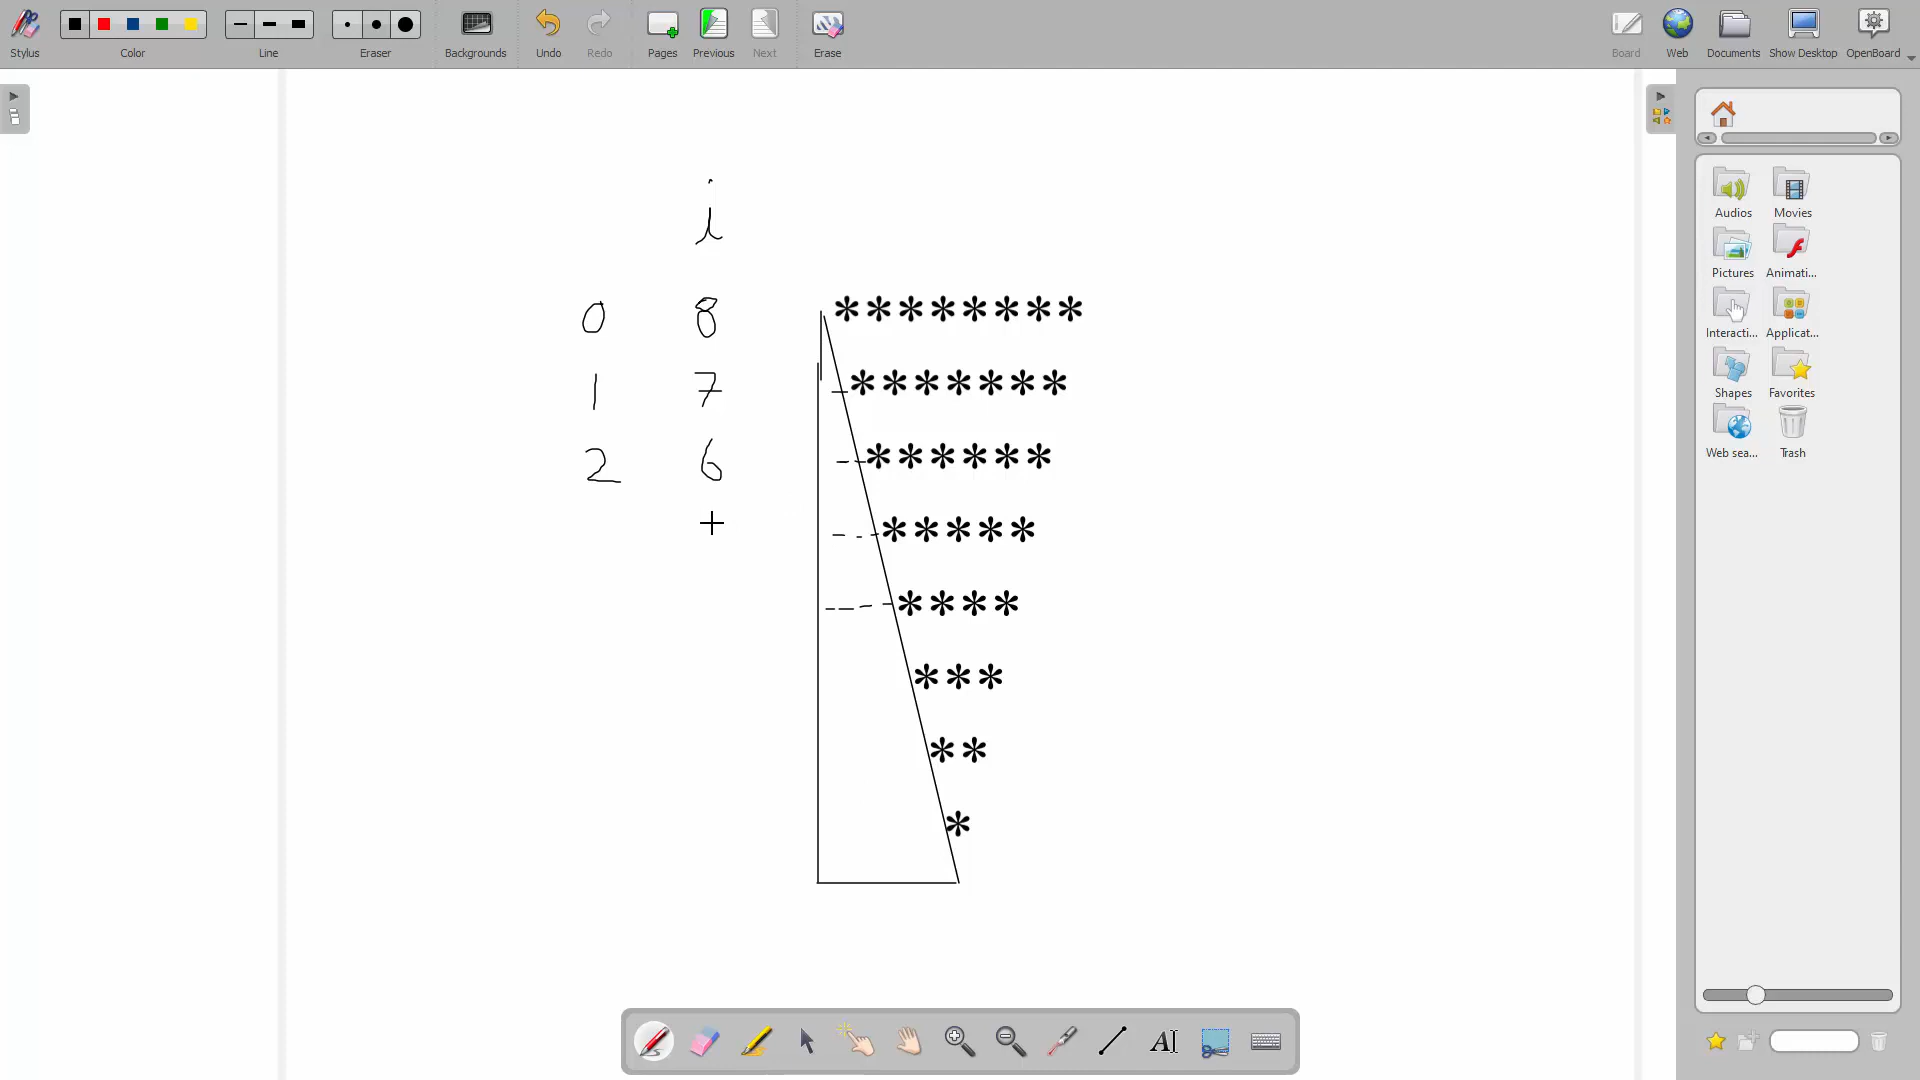 Stylus Color Line Eraser Backgrounds Undo Redo Pages Previous Next Erase Board Web Documents Show Desktop OpenBoard
i
0 8 ********
1 7 *******
2 6 ******
*****
****
***
**
*
Audios Movies
Pictures Animati...
Interacti... Applicat...
Shapes Favorites
Web sea... Trash